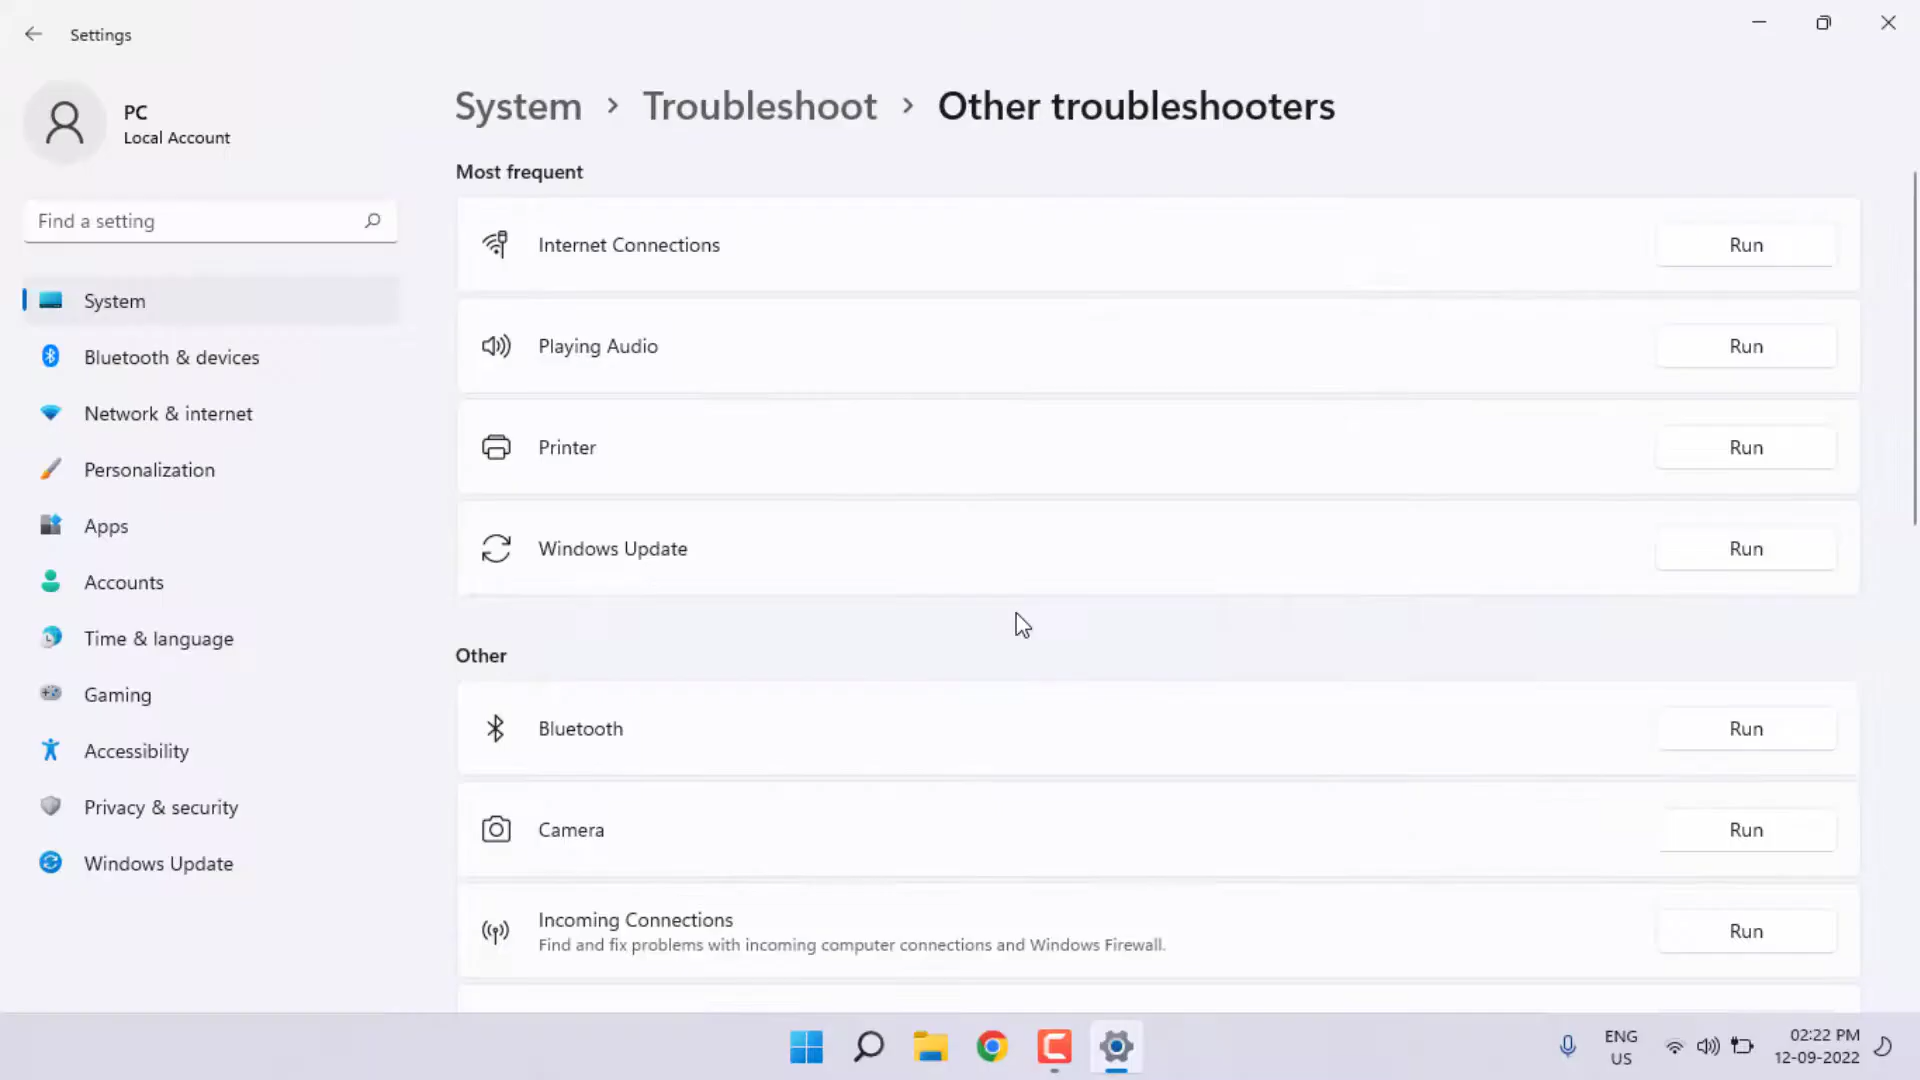 Settings
PC
Local Account
Find a setting
System
Bluetooth & devices
Network & internet
Personalization
Apps
Accounts
Time & language
Gaming
Accessibility
Privacy & security
Windows Update
System > Troubleshoot > Other troubleshooters
Most frequent
Internet Connections
Run
Playing Audio
Run
Printer
Run
Windows Update
Run
Other
Bluetooth
Run
Camera
Run
Incoming Connections
Find and fix problems with incoming computer connections and Windows Firewall.
Run
ENG
US
02:22 PM
12-09-2022